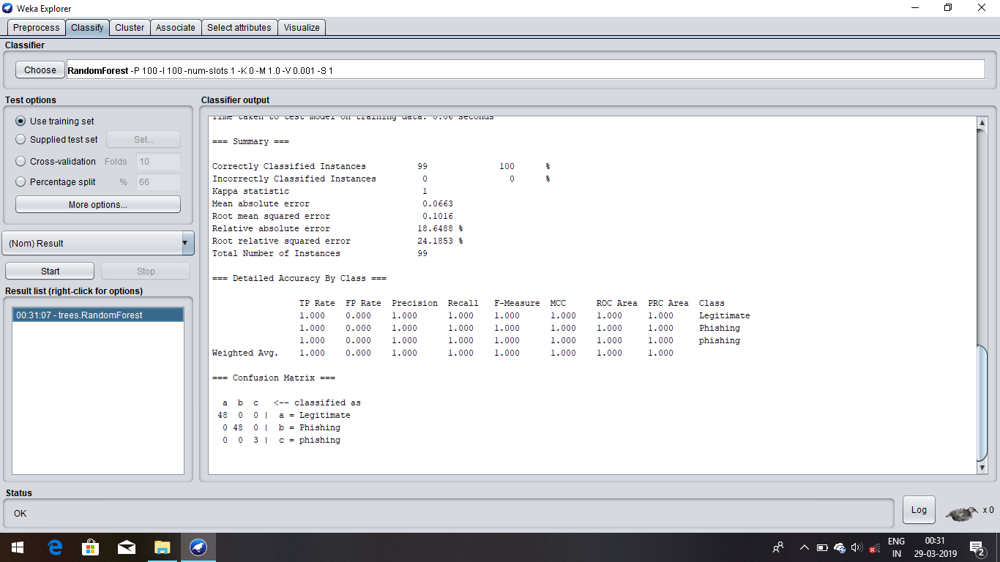 Weka Explorer
Preprocess Classify Cluster Associate Select attributes Visualize
Classifier
Choose RandomForest -P 100 -I 100 -num-slots 1 -K 0 -M 1.0 -V 0.001 -S 1
Test options
Use training set
Supplied test set Set...
Cross-validation Folds 10
Percentage split % 66
More options...
(Nom) Result
Start Stop
Result list (right-click for options)
00:31:07 - trees.RandomForest
Classifier output
Time taken to test model on training data: 0.06 seconds
=== Summary ===
Correctly Classified Instances 99 100 %
Incorrectly Classified Instances 0 0 %
Kappa statistic 1
Mean absolute error 0.0663
Root mean squared error 0.1016
Relative absolute error 18.6488 %
Root relative squared error 24.1853 %
Total Number of Instances 99
=== Detailed Accuracy By Class ===
TP Rate FP Rate Precision Recall F-Measure MCC ROC Area PRC Area Class
1.000 0.000 1.000 1.000 1.000 1.000 1.000 1.000 Legitimate
1.000 0.000 1.000 1.000 1.000 1.000 1.000 1.000 Phishing
1.000 0.000 1.000 1.000 1.000 1.000 1.000 1.000 phishing
Weighted Avg. 1.000 0.000 1.000 1.000 1.000 1.000 1.000 1.000
=== Confusion Matrix ===
a b c <-- classified as
48 0 0 | a = Legitimate
0 48 0 | b = Phishing
0 0 3 | c = phishing
Status
OK
Log
x 0
ENG
IN
00:31
29-03-2019
2